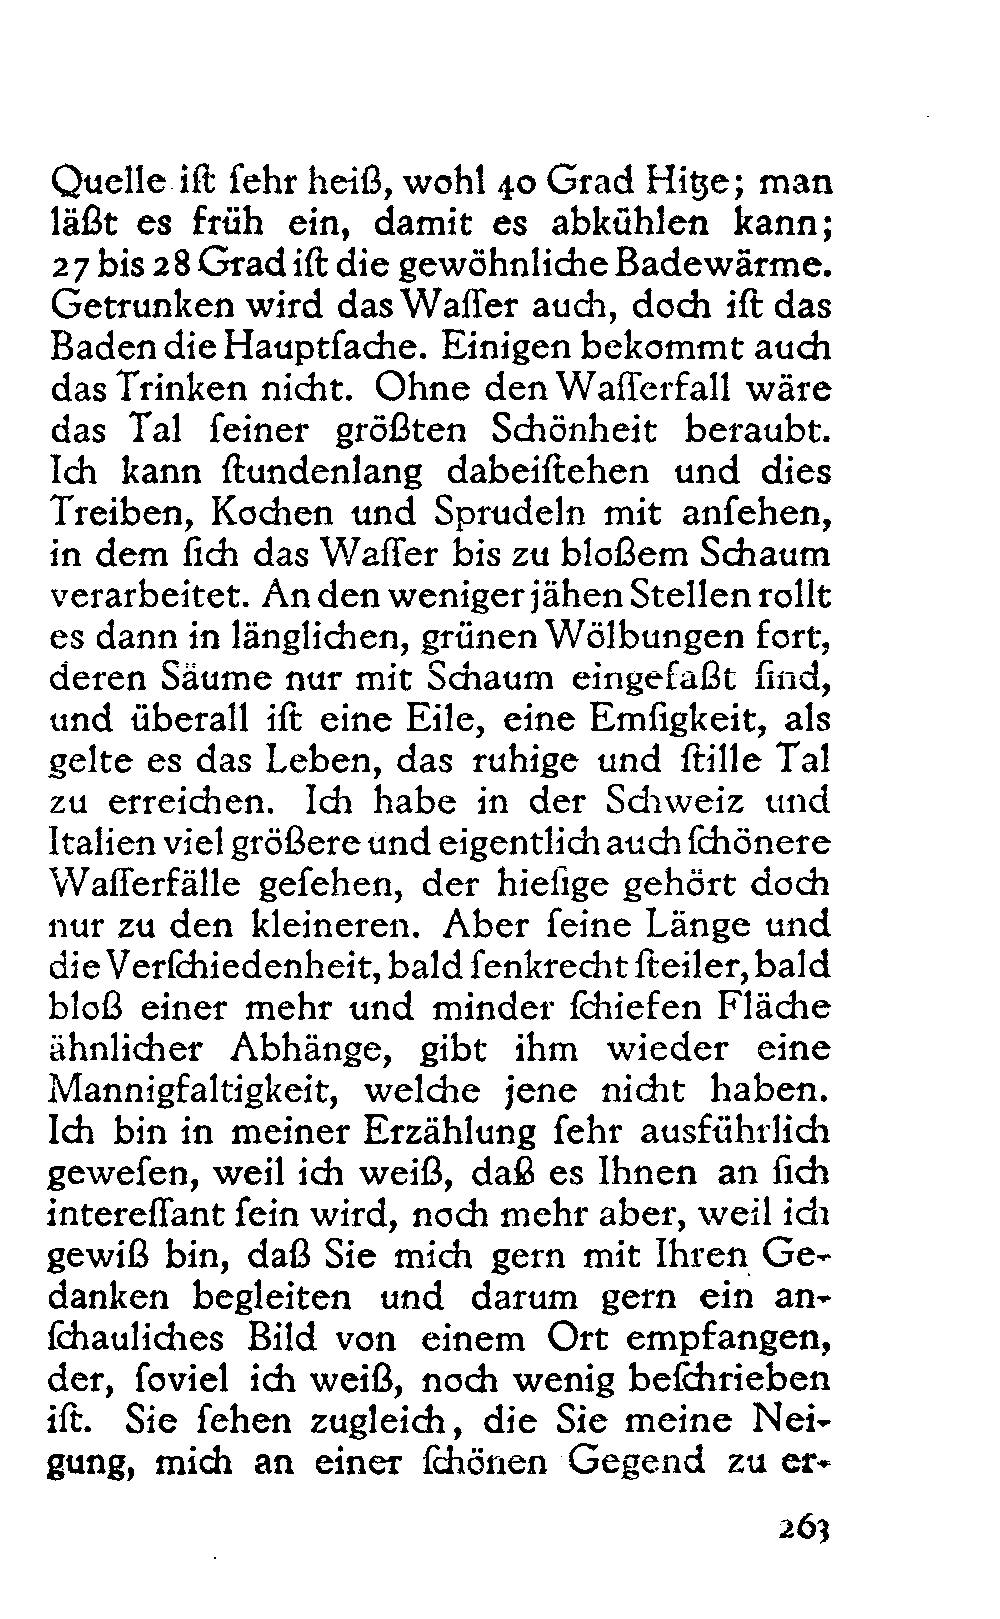 Quelle iſt ſehr heiß, wohl 40 Grad Hitze; man
läßt es früh ein, damit es abkühlen kann;
27 bis 28 Grad iſt die gewöhnliche Badewärme.
Getrunken wird das Waſſer auch, doch iſt das
Baden die Hauptſache. Einigen bekommt auch
das Trinken nicht. Ohne den Waſſerfall wäre
das Tal ſeiner größten Schönheit beraubt.
Ich kann ſtundenlang dabeiſtehen und dies
Treiben, Kochen und Sprudeln mit anſehen,
in dem ſich das Waſſer bis zu bloßem Schaum
verarbeitet. An den weniger jähen Stellen rollt
es dann in länglichen, grünen Wölbungen fort,
deren Säume nur mit Schaum eingefaßt ſind,
und überall iſt eine Eile, eine Emſigkeit, als
gelte es das Leben, das ruhige und ſtille Tal
zu erreichen. Ich habe in der Schweiz und
Italien viel größere und eigentlich auch ſchönere
Waſſerfälle geſehen, der hieſige gehört doch
nur zu den kleineren. Aber ſeine Länge und
die Verſchiedenheit, bald ſenkrecht ſteiler, bald
bloß einer mehr und minder ſchiefen Fläche
ähnlicher Abhänge, gibt ihm wieder eine
Mannigfaltigkeit, welche jene nicht haben.
Ich bin in meiner Erzählung ſehr ausführlich
geweſen, weil ich weiß, daß es Ihnen an ſich
intereſſant ſein wird, noch mehr aber, weil ich
gewiß bin, daß Sie mich gern mit Ihren Ge-
danken begleiten und darum gern ein an-
ſchauliches Bild von einem Ort empfangen,
der, ſoviel ich weiß, noch wenig beſchrieben
iſt. Sie ſehen zugleich, die Sie meine Nei-
gung, mich an einer ſchönen Gegend zu er-
263